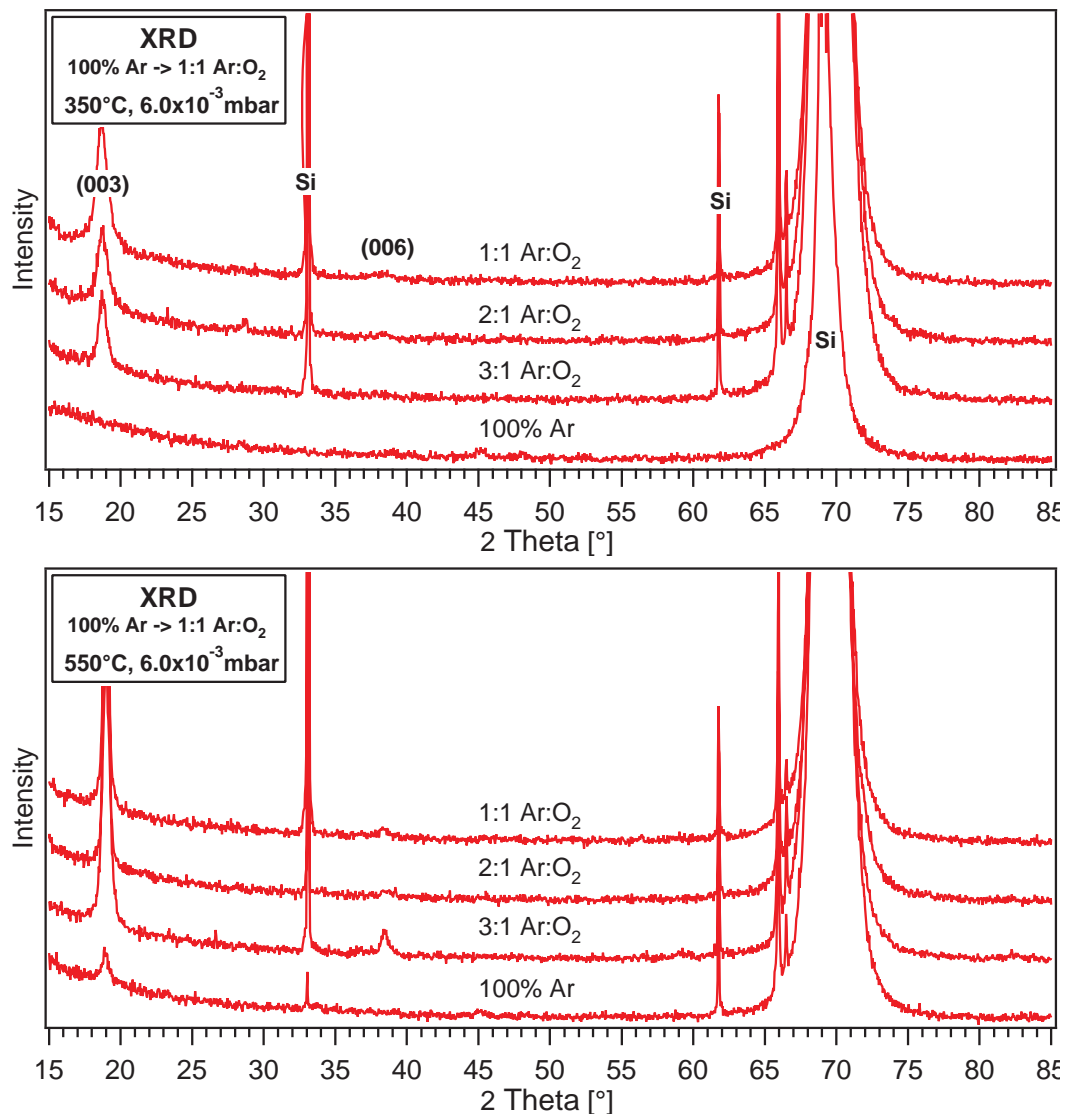 XRD
100% Ar -> 1:1 Ar:O₂
350°C, 6.0x10⁻³mbar
(003)
Si
Si
(006)
1:1 Ar:O₂
2:1 Ar:O₂
Si
3:1 Ar:O₂
100% Ar
Intensity
15 20 25 30 35 40 45 50 55 60 65 70 75 80 85
2 Theta [°]
XRD
100% Ar -> 1:1 Ar:O₂
550°C, 6.0x10⁻³mbar
1:1 Ar:O₂
2:1 Ar:O₂
3:1 Ar:O₂
100% Ar
Intensity
15 20 25 30 35 40 45 50 55 60 65 70 75 80 85
2 Theta [°]